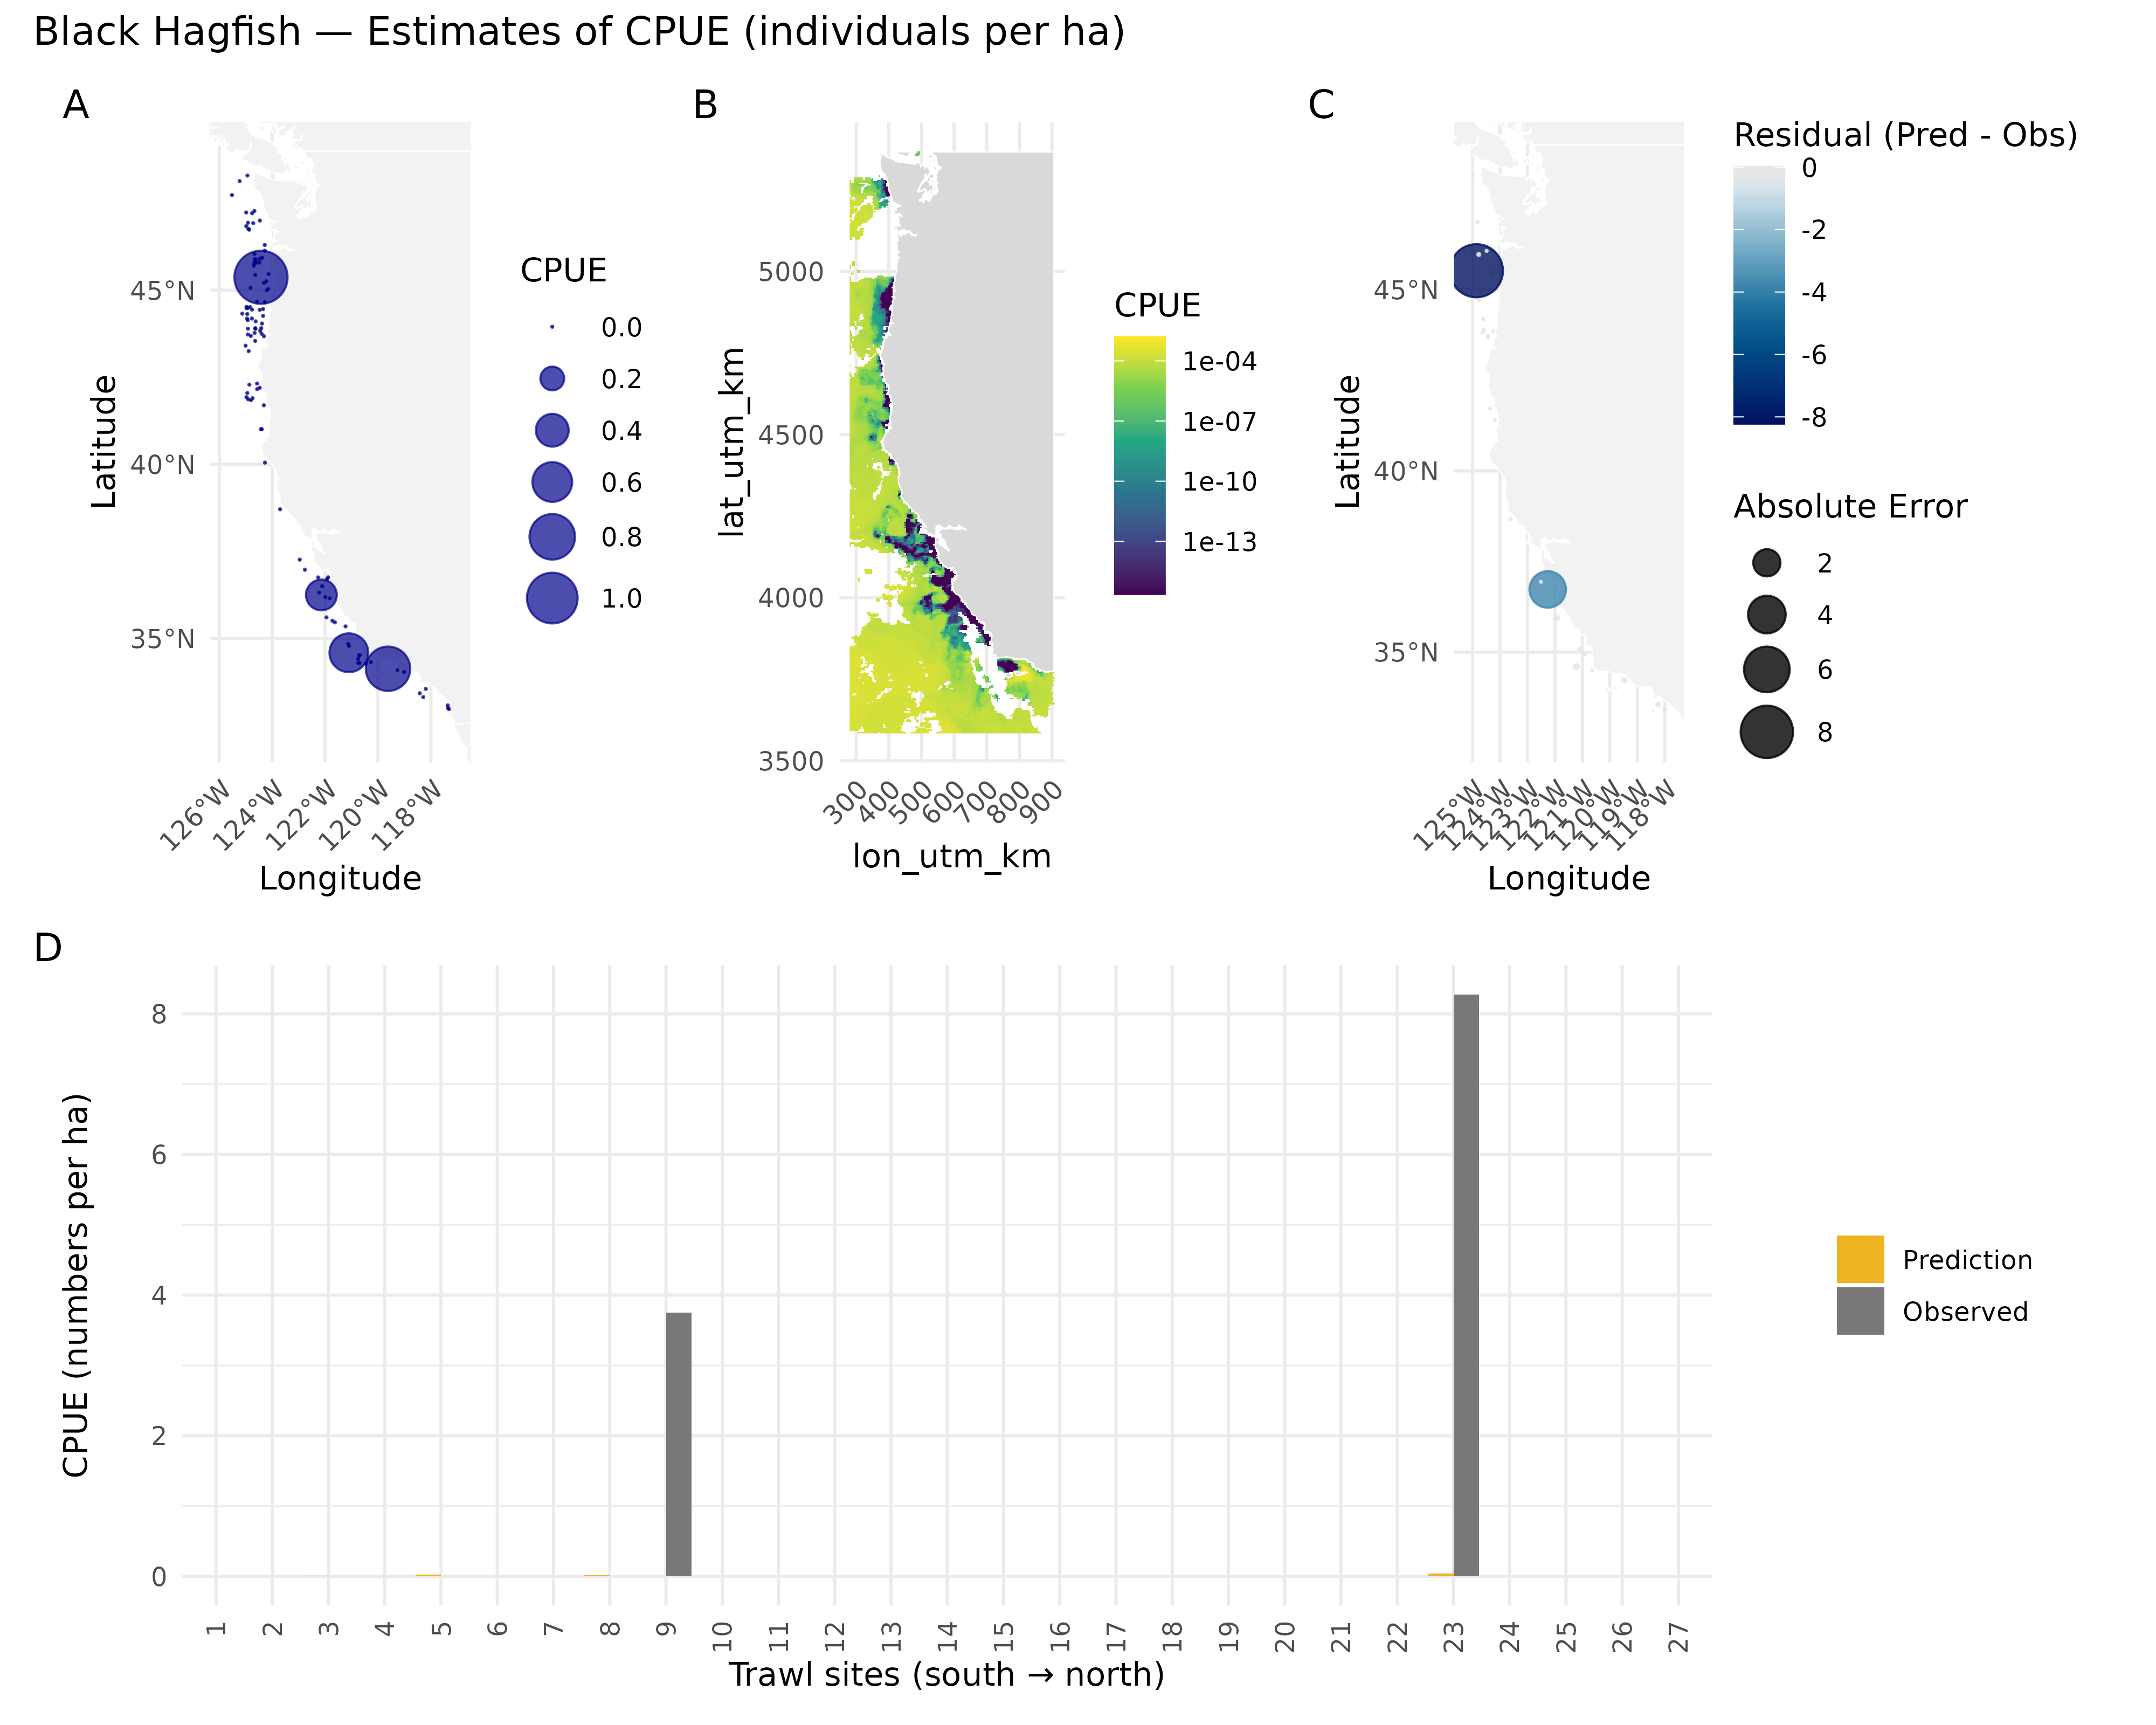 Black Hagfish — Estimates of CPUE (individuals per ha)
A
Latitude
45°N
40°N
35°N
126°W
124°W
122°W
120°W
118°W
Longitude
CPUE
0.0
0.2
0.4
0.6
0.8
1.0
B
lat_utm_km
5000
4500
4000
3500
300
400
500
600
700
800
900
lon_utm_km
CPUE
1e-04
1e-07
1e-10
1e-13
C
Latitude
45°N
40°N
35°N
125°W
124°W
123°W
122°W
121°W
120°W
119°W
118°W
Longitude
Residual (Pred - Obs)
0
-2
-4
-6
-8
Absolute Error
2
4
6
8
D
CPUE (numbers per ha)
8
6
4
2
0
1
2
3
4
5
6
7
8
9
10
11
12
13
14
15
16
17
18
19
20
21
22
23
24
25
26
27
Trawl sites (south → north)
Prediction
Observed